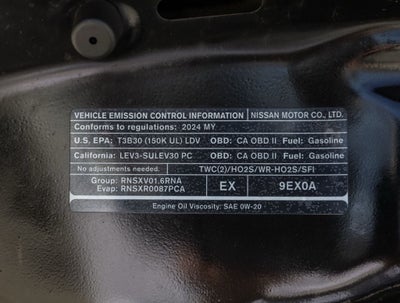 VEHICLE EMISSION CONTROL INFORMATION NISSAN MOTOR CO., LTD.
Conforms to regulations: 2024 MY
U.S. EPA: T3B30 (150K UL) LDV OBD: CA OBD II Fuel: Gasoline
California: LEV3-SULEV30 PC OBD: CA OBD II Fuel: Gasoline
No adjustments needed. TWC(2)/HO2S/WR-HO2S/SFI
Group: RNSXV01.6RNA
Evap: RNSXR0087PCA
EX 9EX0A
Engine Oil Viscosity: SAE 0W-20